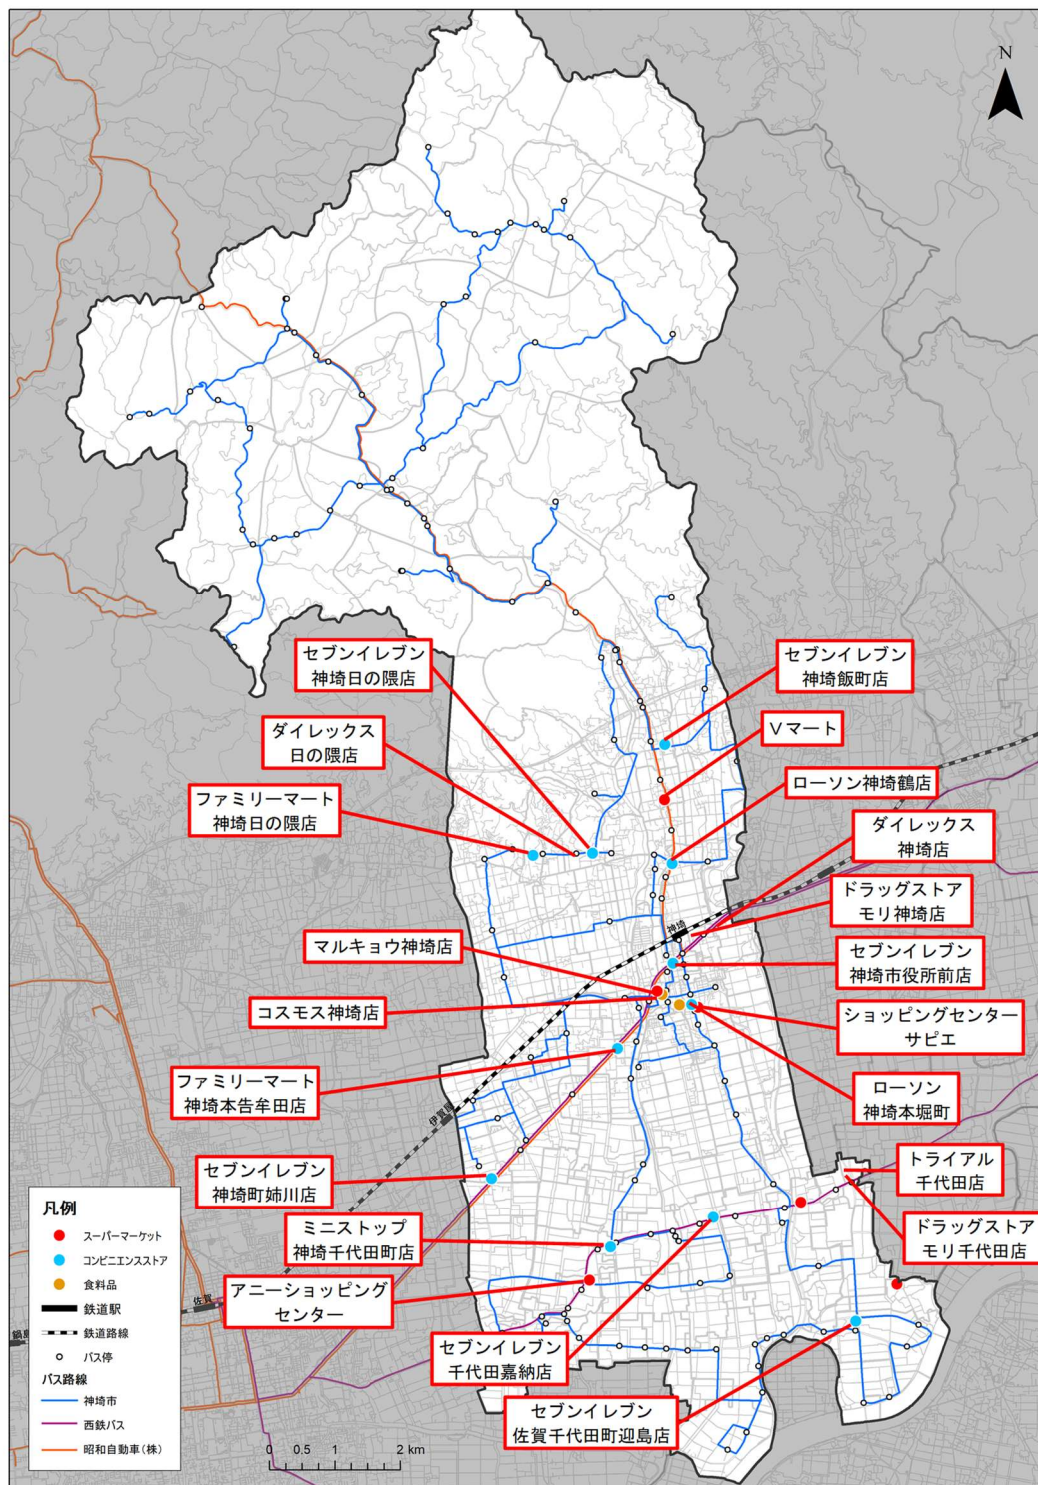 N
セブンイレブン
神埼日の隈店
セブンイレブン
神埼飯町店
ダイレックス
日の隈店
Vマート
ローソン神埼鶴店
ファミリーマート
神埼日の隈店
ダイレックス
神埼店
ドラッグストア
モリ神埼店
神埼
マルキョウ神埼店
セブンイレブン
神埼市役所前店
コスモス神埼店
ショッピングセンター
サピエ
ファミリーマート
神埼本告牟田店
ローソン
神埼本堀町
セブンイレブン
神埼町姉川店
トライアル
千代田店
ミニストップ
神埼千代田町店
ドラッグストア
モリ千代田店
アニーショッピング
センター
セブンイレブン
千代田嘉納店
セブンイレブン
佐賀千代田町迎島店
佐賀
凡例
スーパーマーケット
コンビニエンスストア
食料品
鉄道駅
鉄道路線
バス停
バス路線
神埼市
西鉄バス
昭和自動車(株)
0 0.5 1 2 km